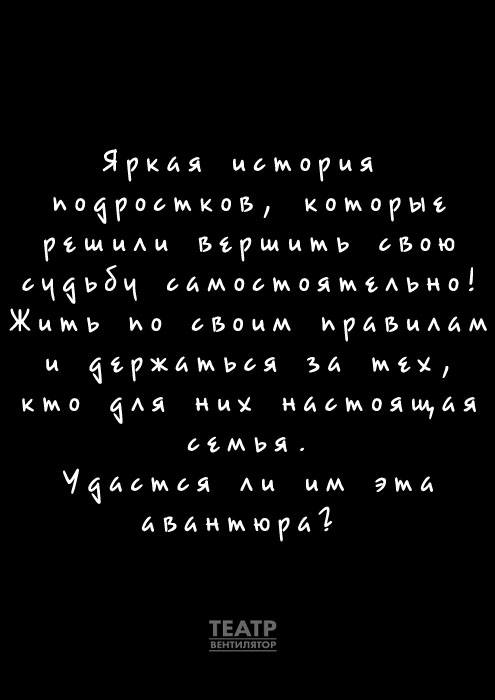 Яркая история
подростков, которые
решили вершить свою
судьбу самостоятельно!
Жить по своим правилам
и держаться за тех,
кто для них настоящая
семья.
Удастся ли им эта
авантюра?
ТЕАТР
ВЕНТИЛЯТОР